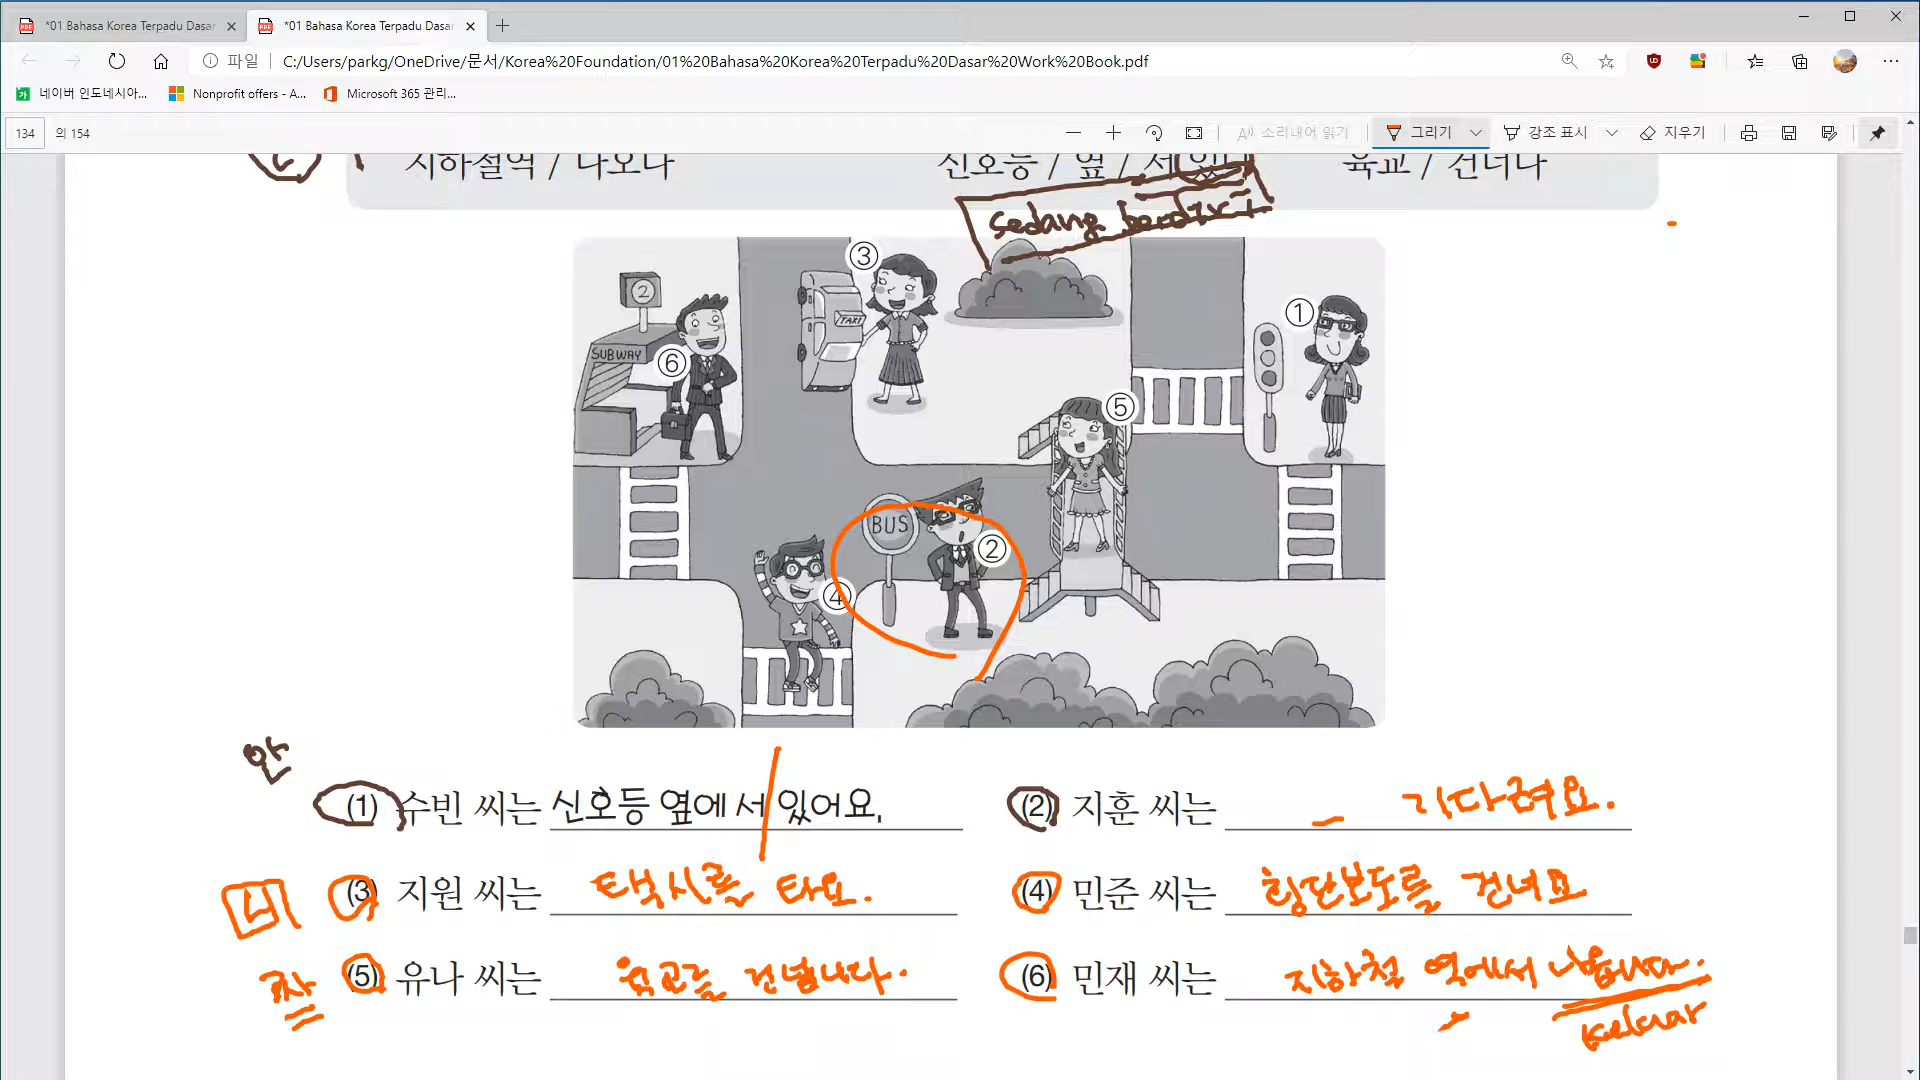 *01 Bahasa Korea Terpadu Dasar
*01 Bahasa Korea Terpadu Dasar
파일 C:/Users/parkg/OneDrive/문서/Korea%20Foundation/01%20Bahasa%20Korea%20Terpadu%20Dasar%20Work%20Book.pdf
네이버 인도네시아... Nonprofit offers - A... Microsoft 365 관리...
134 의 154 소리내어 읽기 그리기 강조 표시 지우기
지하철역 / 나오다 신호등 / 옆 / 서 있다 육교 / 건너다
sedang berdiri
③
② ①
TAXI
SUBWAY ⑥
⑤
BUS ②
④
안
(1) 수빈 씨는 신호등 옆에 서 있어요.
(2) 지훈 씨는 기다려요.
(3) 지원 씨는 택시를 타요.
(4) 민준 씨는 횡단보도를 건너요
(5) 유나 씨는 육교를 건넙니다.
(6) 민재 씨는 지하철 역에서 나옵니다.
keluar